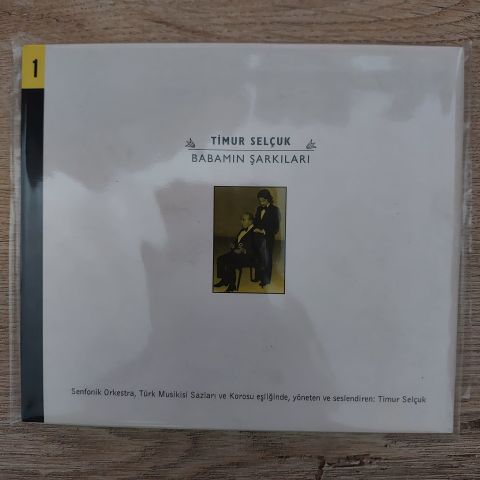 1
TİMUR SELÇUK
BABAMIN ŞARKILARI
Senfonik Orkestra, Türk Musikisi Sazları ve Korosu eşliğinde, yöneten ve seslendiren: Timur Selçuk